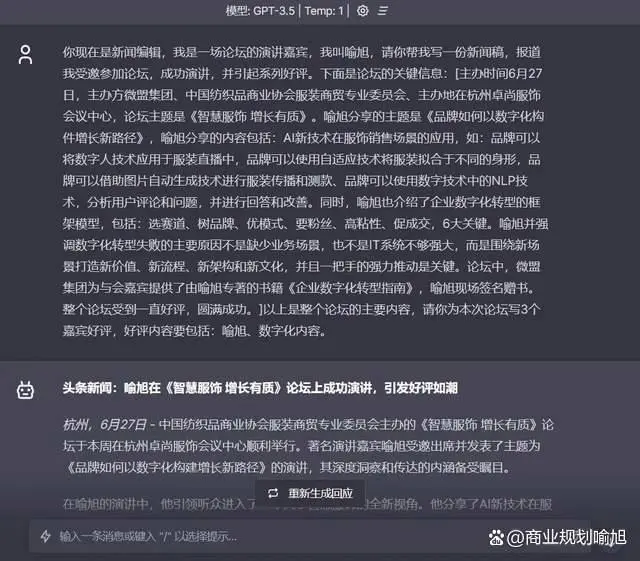 模型: GPT-3.5 | Temp: 1 |
你现在是新闻编辑，我是一场论坛的演讲嘉宾，我叫喻旭，请你帮我写一份新闻稿，报道
我受邀参加论坛，成功演讲，并引起系列好评。下面是论坛的关键信息：[主办时间6月27
日，主办方微盟集团、中国纺织品商业协会服装商贸专业委员会、主办地在杭州卓尚服饰
会议中心，论坛主题是《智慧服饰 增长有质》。喻旭分享的主题是《品牌如何以数字化构
件增长新路径》，喻旭分享的内容包括：AI新技术在服饰销售场景的应用，如：品牌可以
将数字人技术应用于服装直播中，品牌可以使用自适应技术将服装拟合于不同的身形，品
牌可以借助图片自动生成技术进行服装传播和测款、品牌可以使用数字技术中的NLP技
术，分析用户评论和问题，并进行回答和改善。同时，喻旭也介绍了企业数字化转型的框
架模型，包括：选赛道、树品牌、优模式、要粉丝、高粘性、促成交，6大关键。喻旭并强
调数字化转型失败的主要原因不是缺少业务场景，也不是IT系统不够强大，而是围绕新场
景打造新价值、新流程、新架构和新文化，并且一把手的强力推动是关键。论坛中，微盟
集团为与会嘉宾提供了由喻旭专著的书籍《企业数字化转型指南》，喻旭现场签名赠书。
整个论坛受到一直好评，圆满成功。]以上是整个论坛的主要内容，请你为本次论坛写3个
嘉宾好评，好评内容要包括：喻旭、数字化内容。
头条新闻：喻旭在《智慧服饰 增长有质》论坛上成功演讲，引发好评如潮
杭州，6月27日 - 中国纺织品商业协会服装商贸专业委员会主办的《智慧服饰 增长有质》论
坛于本周在杭州卓尚服饰会议中心顺利举行。著名演讲嘉宾喻旭受邀出席并发表了主题为
《品牌如何以数字化构建增长新路径》的演讲，其深度洞察和传达的内涵备受瞩目。
在喻旭的演讲中，他引领听众进入了 全新视角。他分享了AI新技术在服
重新生成回应
输入一条消息或键入 "/" 以选择提示...
@商业规划喻旭